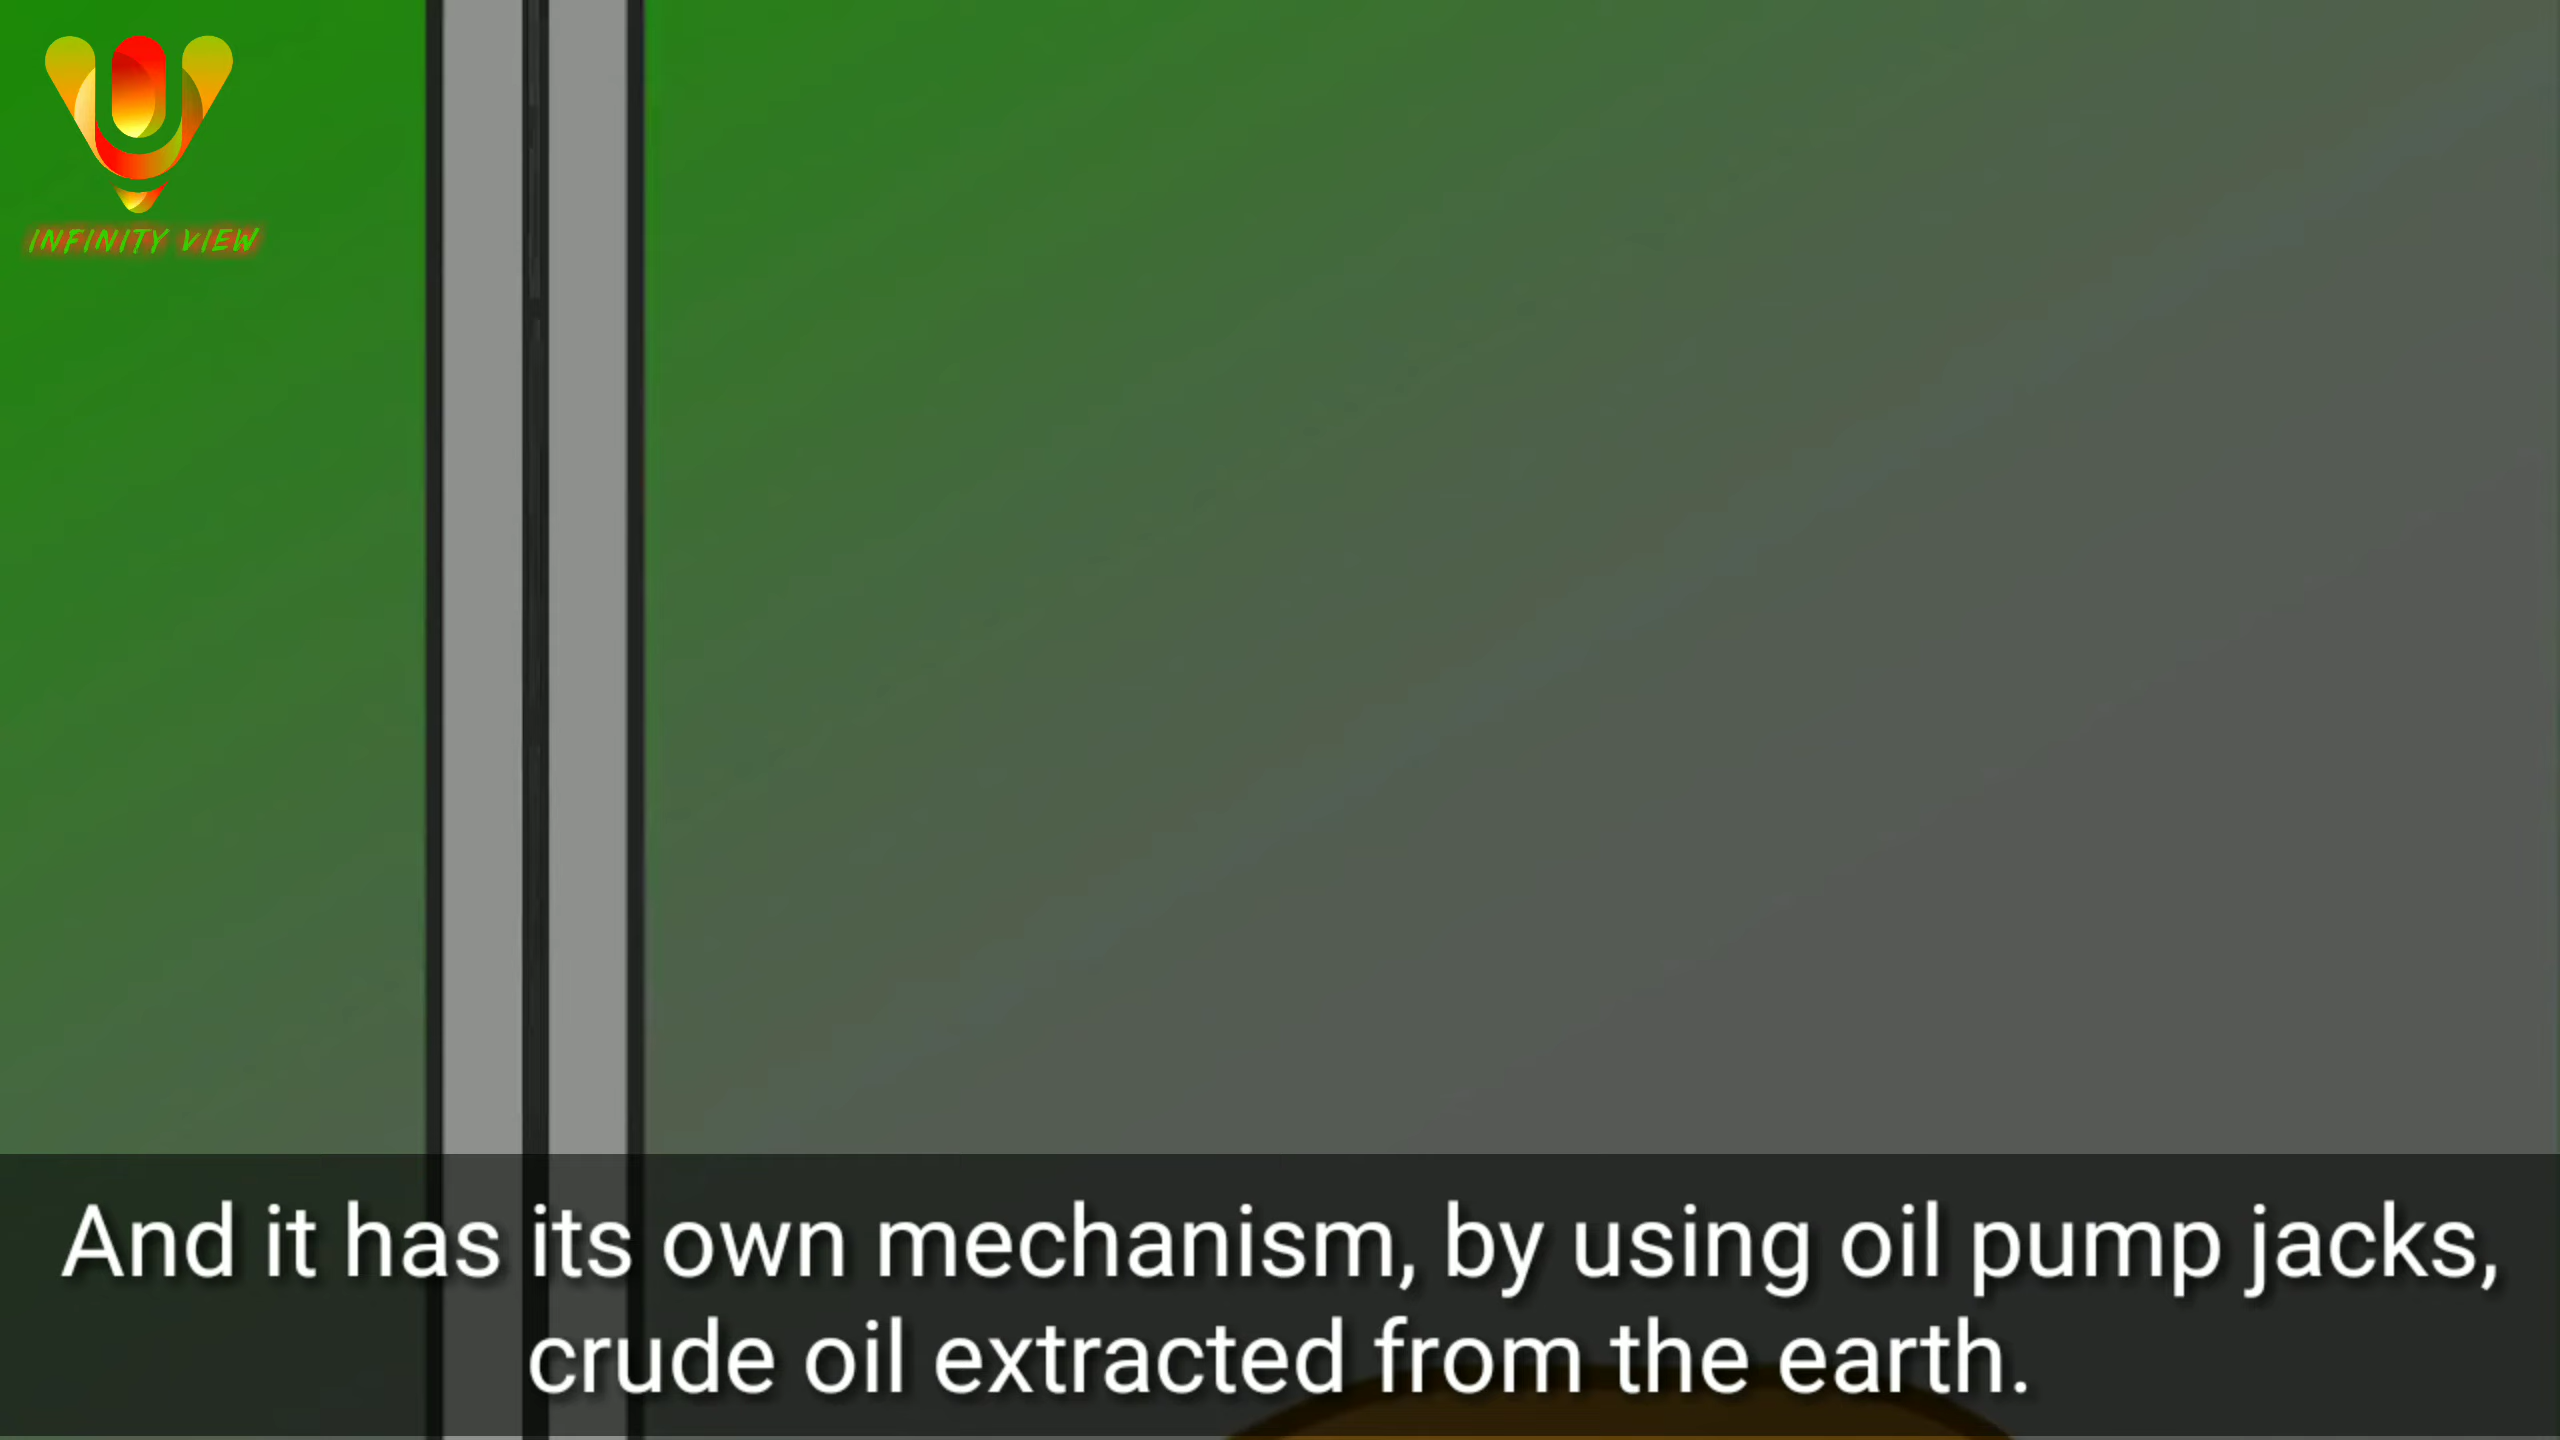 INFINITY VIEW
And it has its own mechanism, by using oil pump jacks,
crude oil extracted from the earth.